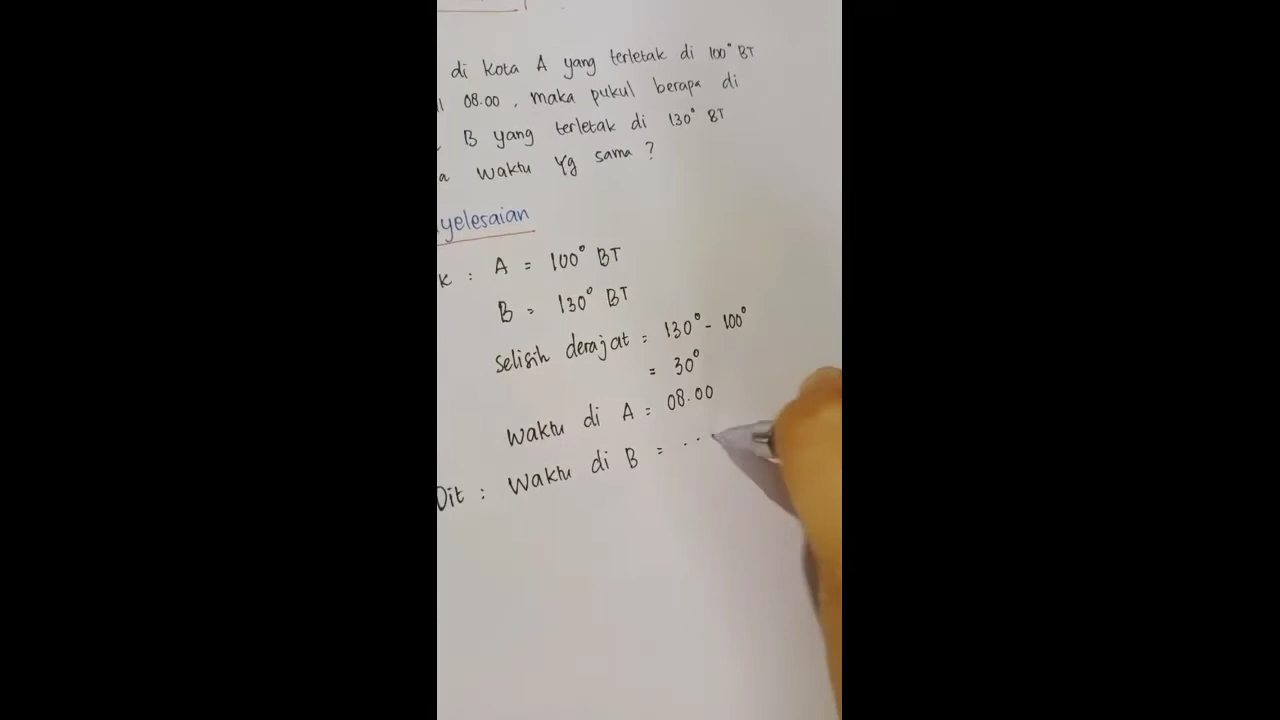 di Kota A yang terletak di 100° BT
08.00 , maka pukul berapa di
B yang terletak di 130° BT
a waktu Yg sama ?
yelesaian
k : A = 100° BT
B = 130° BT
selisih derajat = 130° - 100°
= 30°
waktu di A = 08.00
Dit : waktu di B = ...